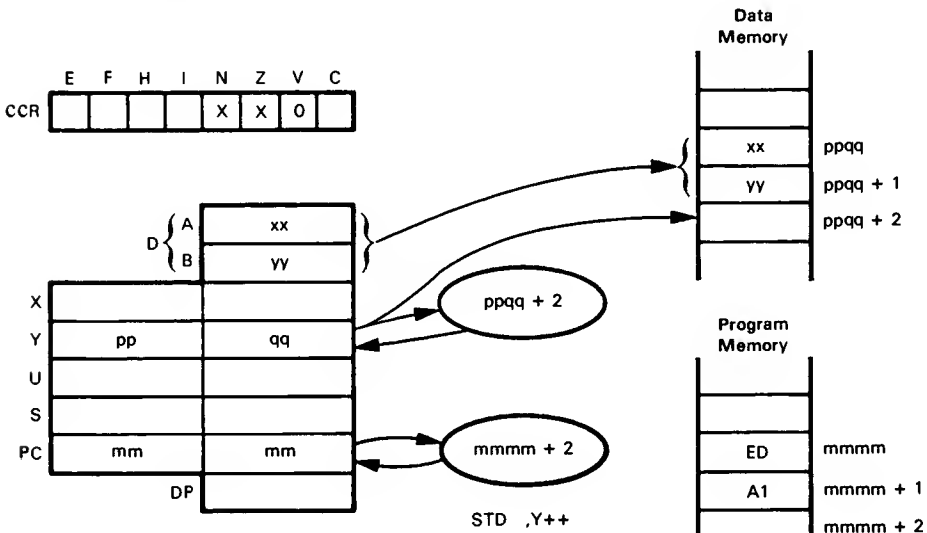 Data
Memory
E F H I N Z V C
CCR X X 0
xx ppqq
yy ppqq + 1
ppqq + 2
D A xx
B yy
X
Y pp qq
ppqq + 2
U
S
PC mm mm
mmmm + 2
DP
STD ,Y++
Program
Memory
ED mmmm
A1 mmmm + 1
mmmm + 2